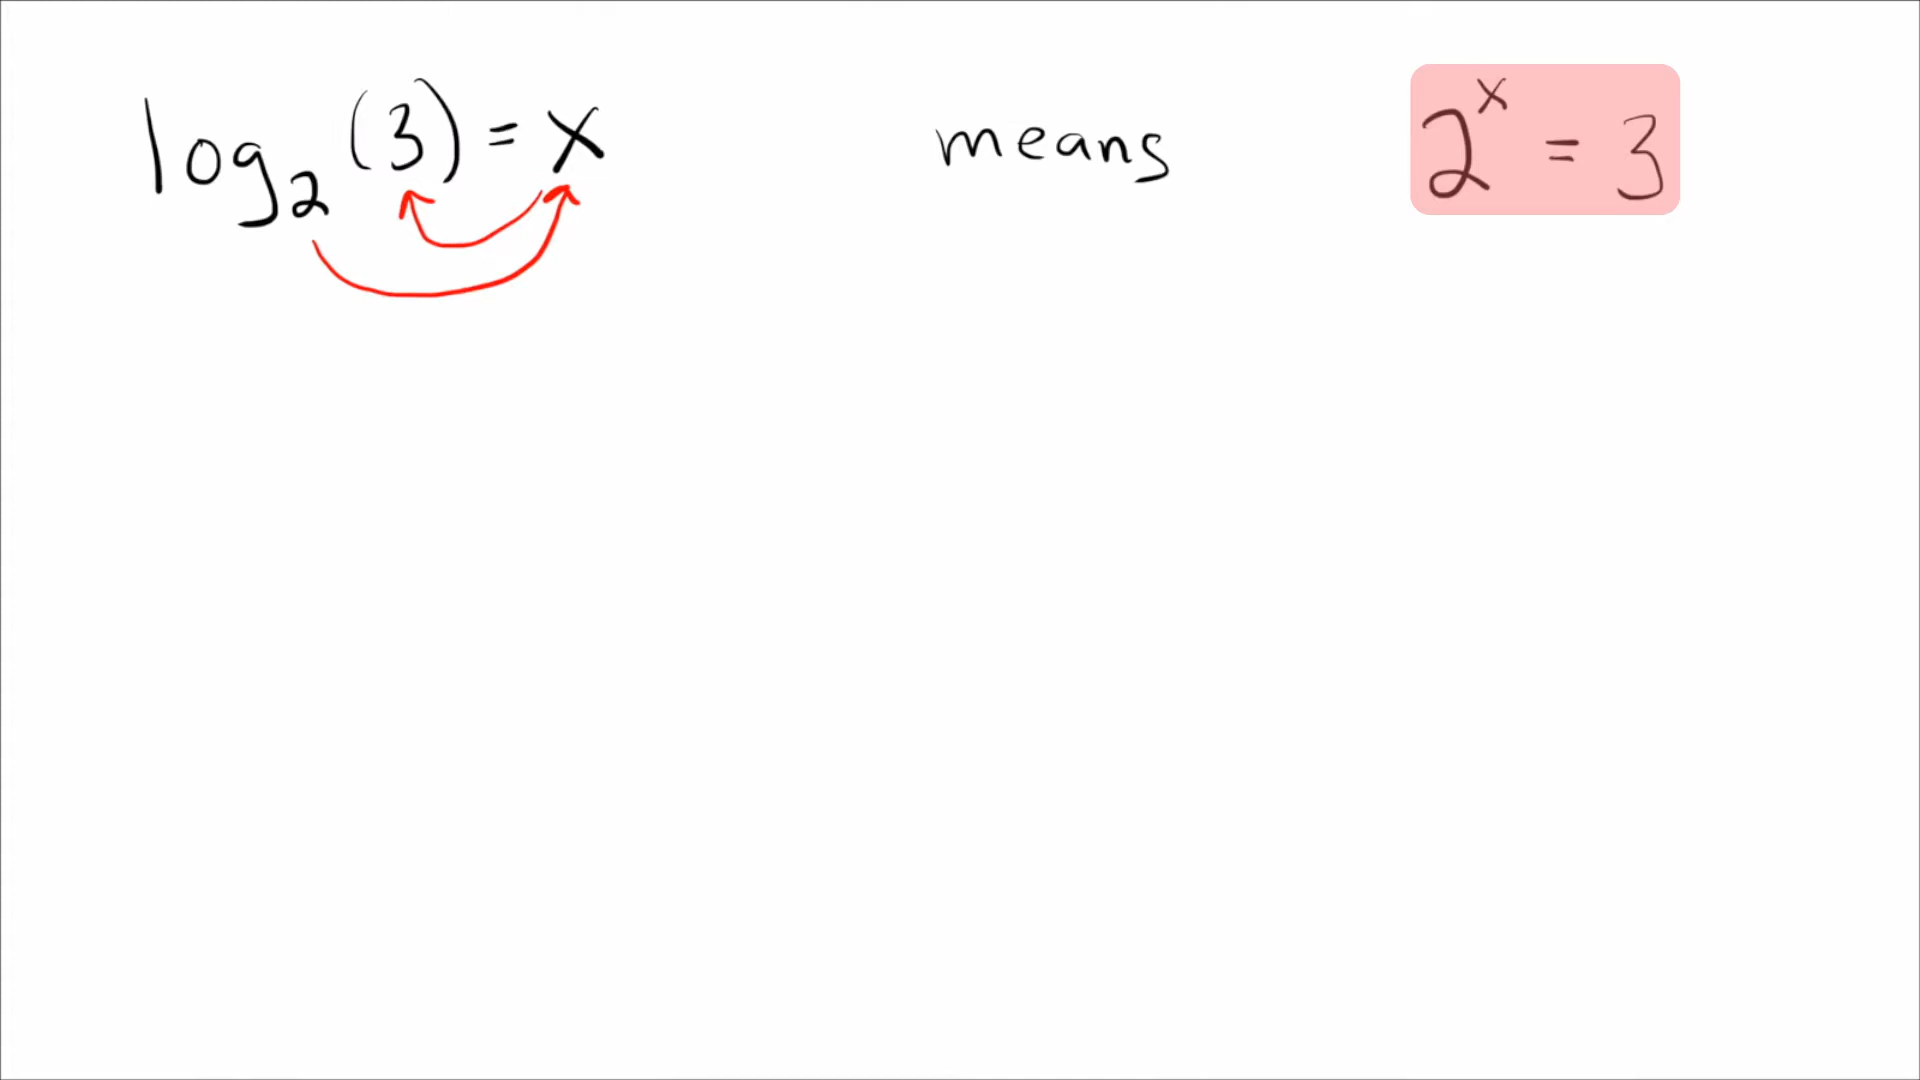 log₂(3) = x means 2ˣ = 3